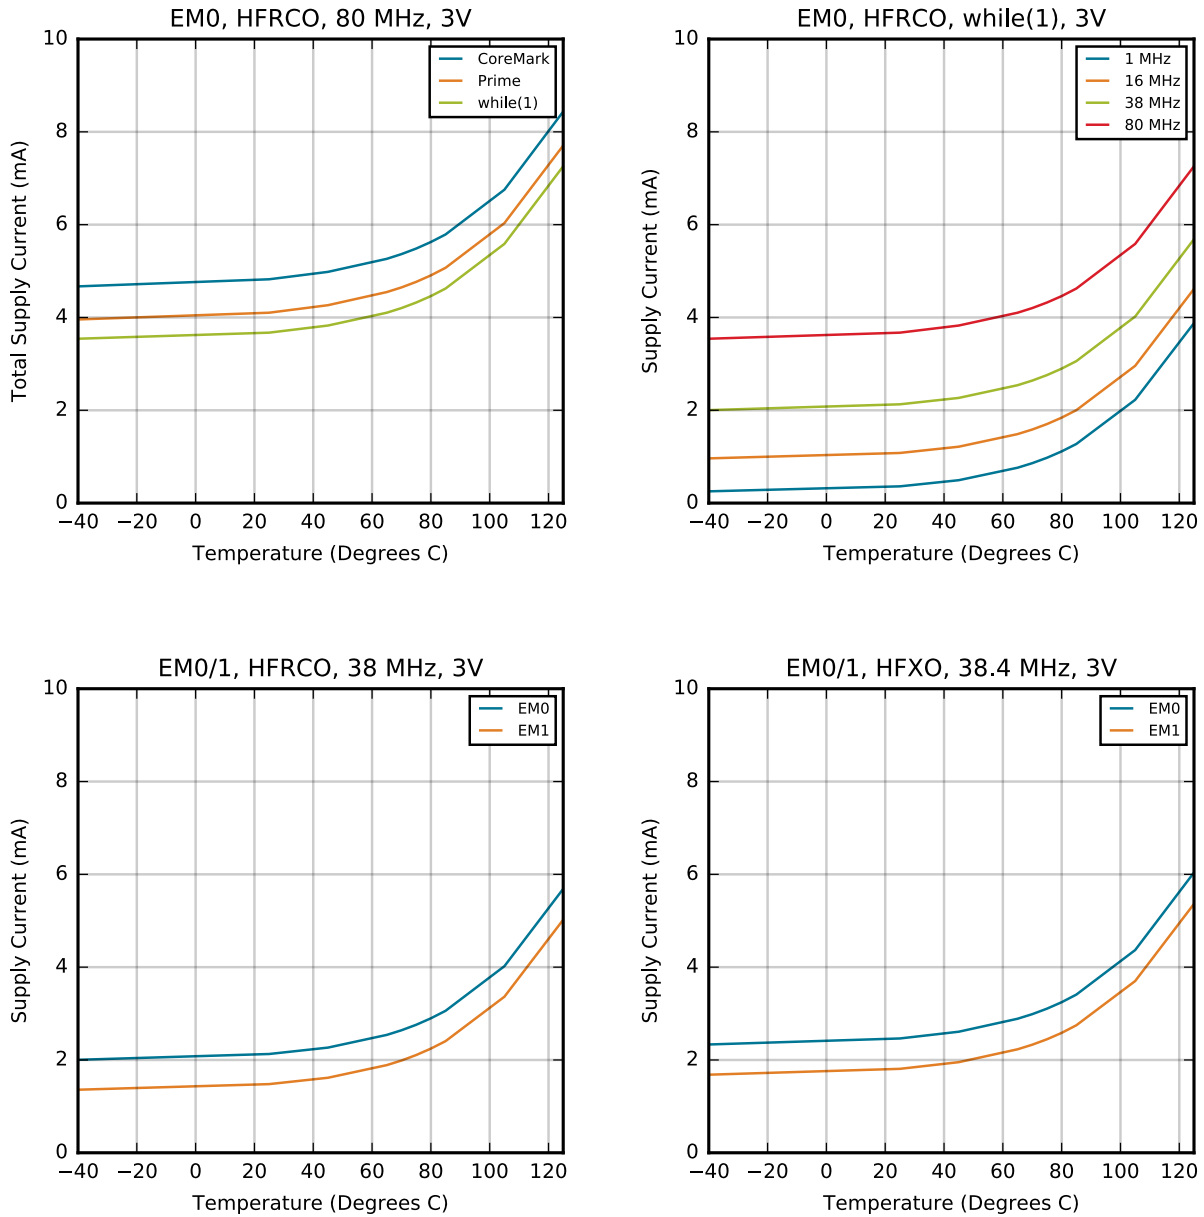 EM0, HFRCO, 80 MHz, 3V
10
8
6
4
2
0
Total Supply Current (mA)
CoreMark
Prime
while(1)
−40 −20 0 20 40 60 80 100 120
Temperature (Degrees C)
EM0, HFRCO, while(1), 3V
10
8
6
4
2
0
Supply Current (mA)
1 MHz
16 MHz
38 MHz
80 MHz
−40 −20 0 20 40 60 80 100 120
Temperature (Degrees C)
EM0/1, HFRCO, 38 MHz, 3V
10
8
6
4
2
0
Supply Current (mA)
EM0
EM1
−40 −20 0 20 40 60 80 100 120
Temperature (Degrees C)
EM0/1, HFXO, 38.4 MHz, 3V
10
8
6
4
2
0
Supply Current (mA)
EM0
EM1
−40 −20 0 20 40 60 80 100 120
Temperature (Degrees C)